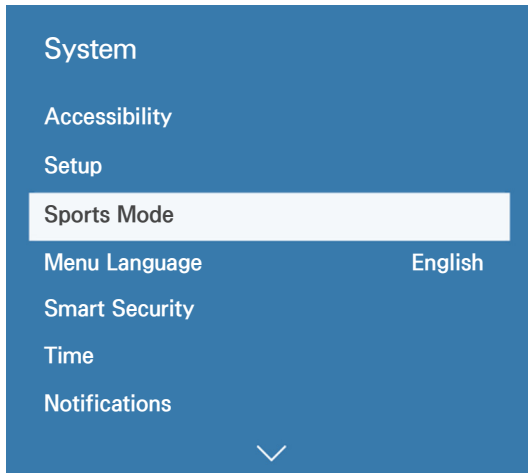 System
Accessibility
Setup
Sports Mode
Menu Language English
Smart Security
Time
Notifications